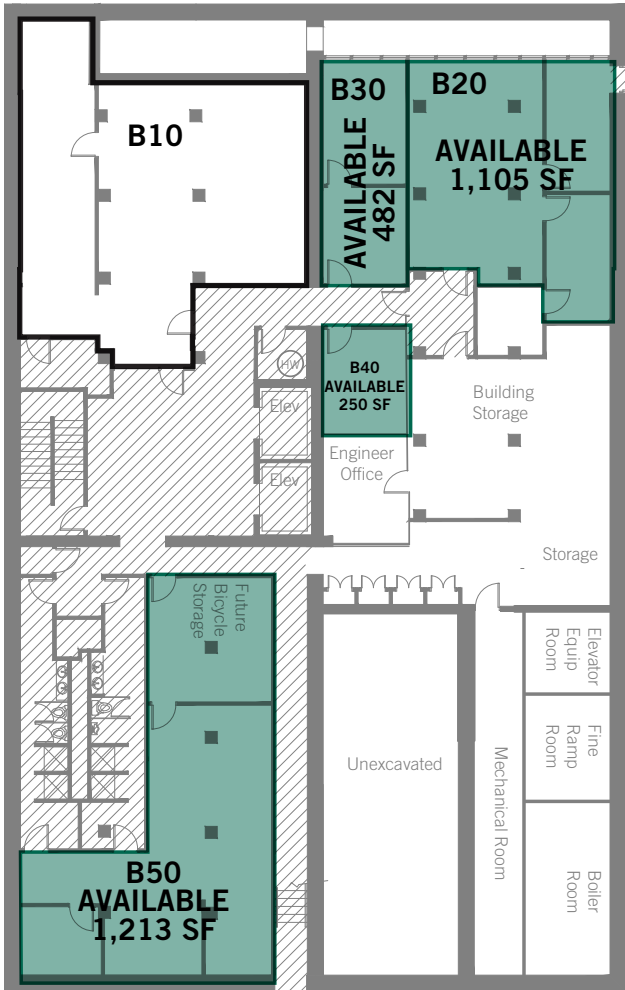 B10
B30
AVAILABLE
482 SF
B20
AVAILABLE
1,105 SF
HW
B40
AVAILABLE
250 SF
Elev
Elev
Engineer
Office
Building
Storage
Storage
Future
Bicycle
Storage
Elevator
Equip
Room
Fine
Ramp
Room
Unexcavated
Mechanical Room
Boiler
Room
B50
AVAILABLE
1,213 SF